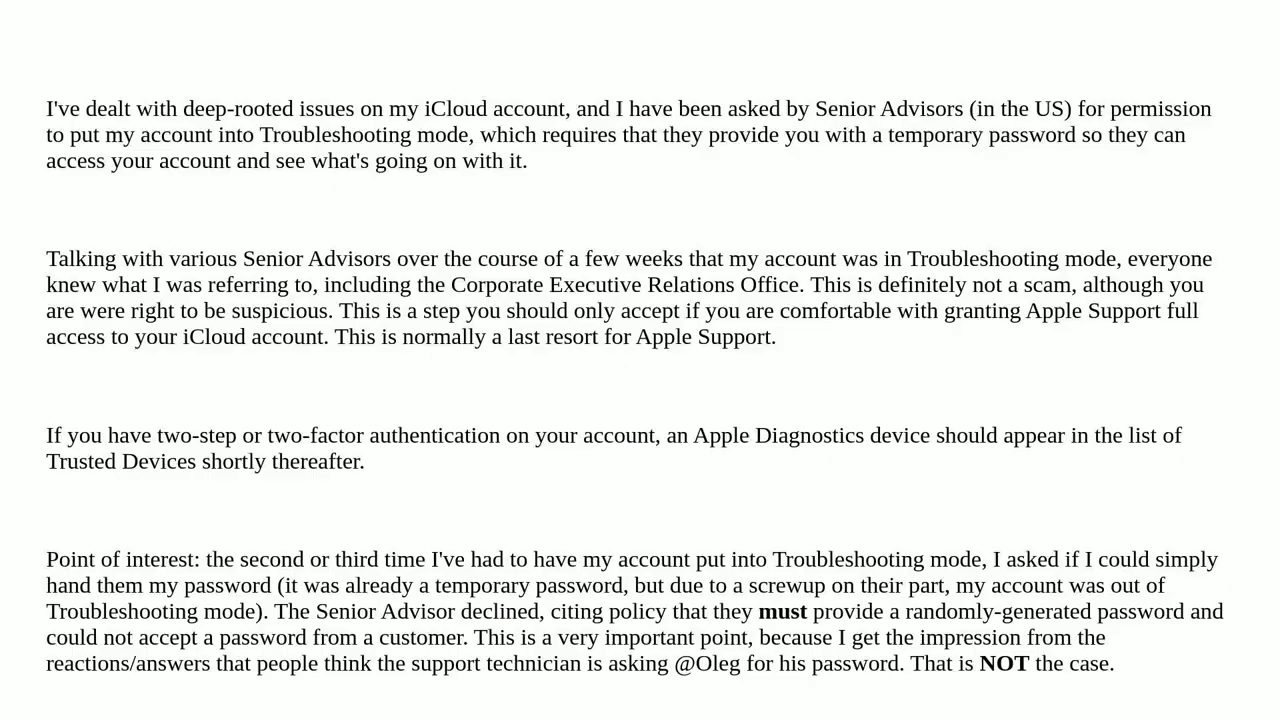 I've dealt with deep-rooted issues on my iCloud account, and I have been asked by Senior Advisors (in the US) for permission
to put my account into Troubleshooting mode, which requires that they provide you with a temporary password so they can
access your account and see what's going on with it.
Talking with various Senior Advisors over the course of a few weeks that my account was in Troubleshooting mode, everyone
knew what I was referring to, including the Corporate Executive Relations Office. This is definitely not a scam, although you
are were right to be suspicious. This is a step you should only accept if you are comfortable with granting Apple Support full
access to your iCloud account. This is normally a last resort for Apple Support.
If you have two-step or two-factor authentication on your account, an Apple Diagnostics device should appear in the list of
Trusted Devices shortly thereafter.
Point of interest: the second or third time I've had to have my account put into Troubleshooting mode, I asked if I could simply
hand them my password (it was already a temporary password, but due to a screwup on their part, my account was out of
Troubleshooting mode). The Senior Advisor declined, citing policy that they must provide a randomly-generated password and
could not accept a password from a customer. This is a very important point, because I get the impression from the
reactions/answers that people think the support technician is asking @Oleg for his password. That is NOT the case.